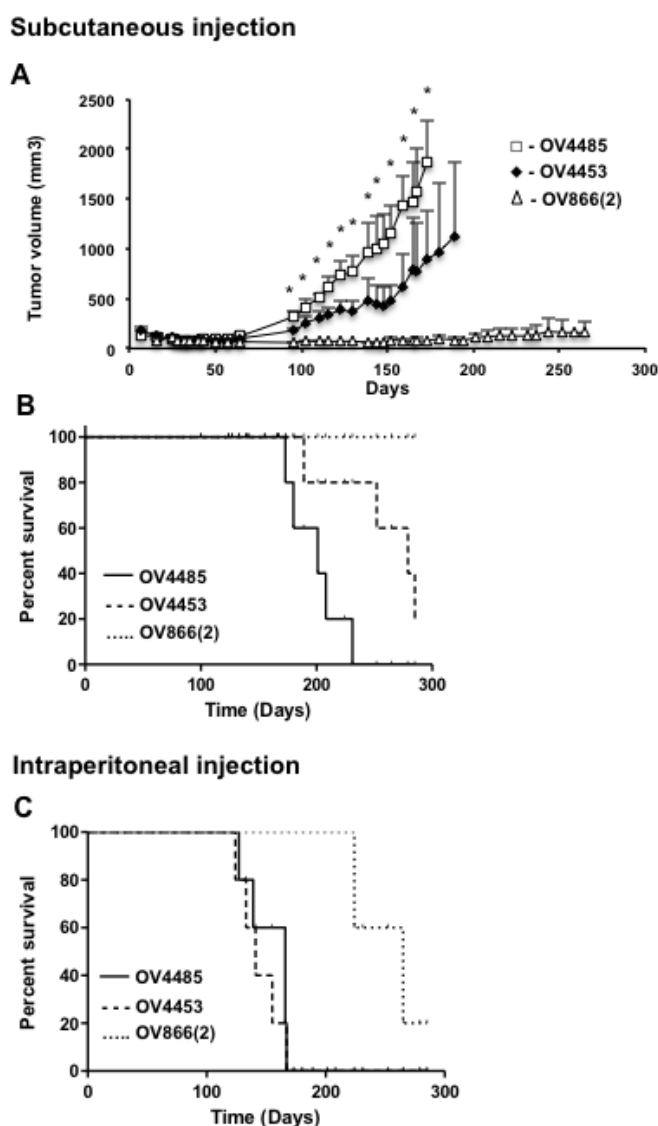 Subcutaneous injection
A
Tumor volume (mm3)
2500
2000
1500
1000
500
0
0
50
100
150
200
250
300
Days
* * * * * * * * * * *
- OV4485
- OV4453
- OV866(2)
B
Percent survival
100
80
60
40
20
0
0
100
200
300
Time (Days)
OV4485
OV4453
OV866(2)
Intraperitoneal injection
C
Percent survival
100
80
60
40
20
0
0
100
200
300
Time (Days)
OV4485
OV4453
OV866(2)